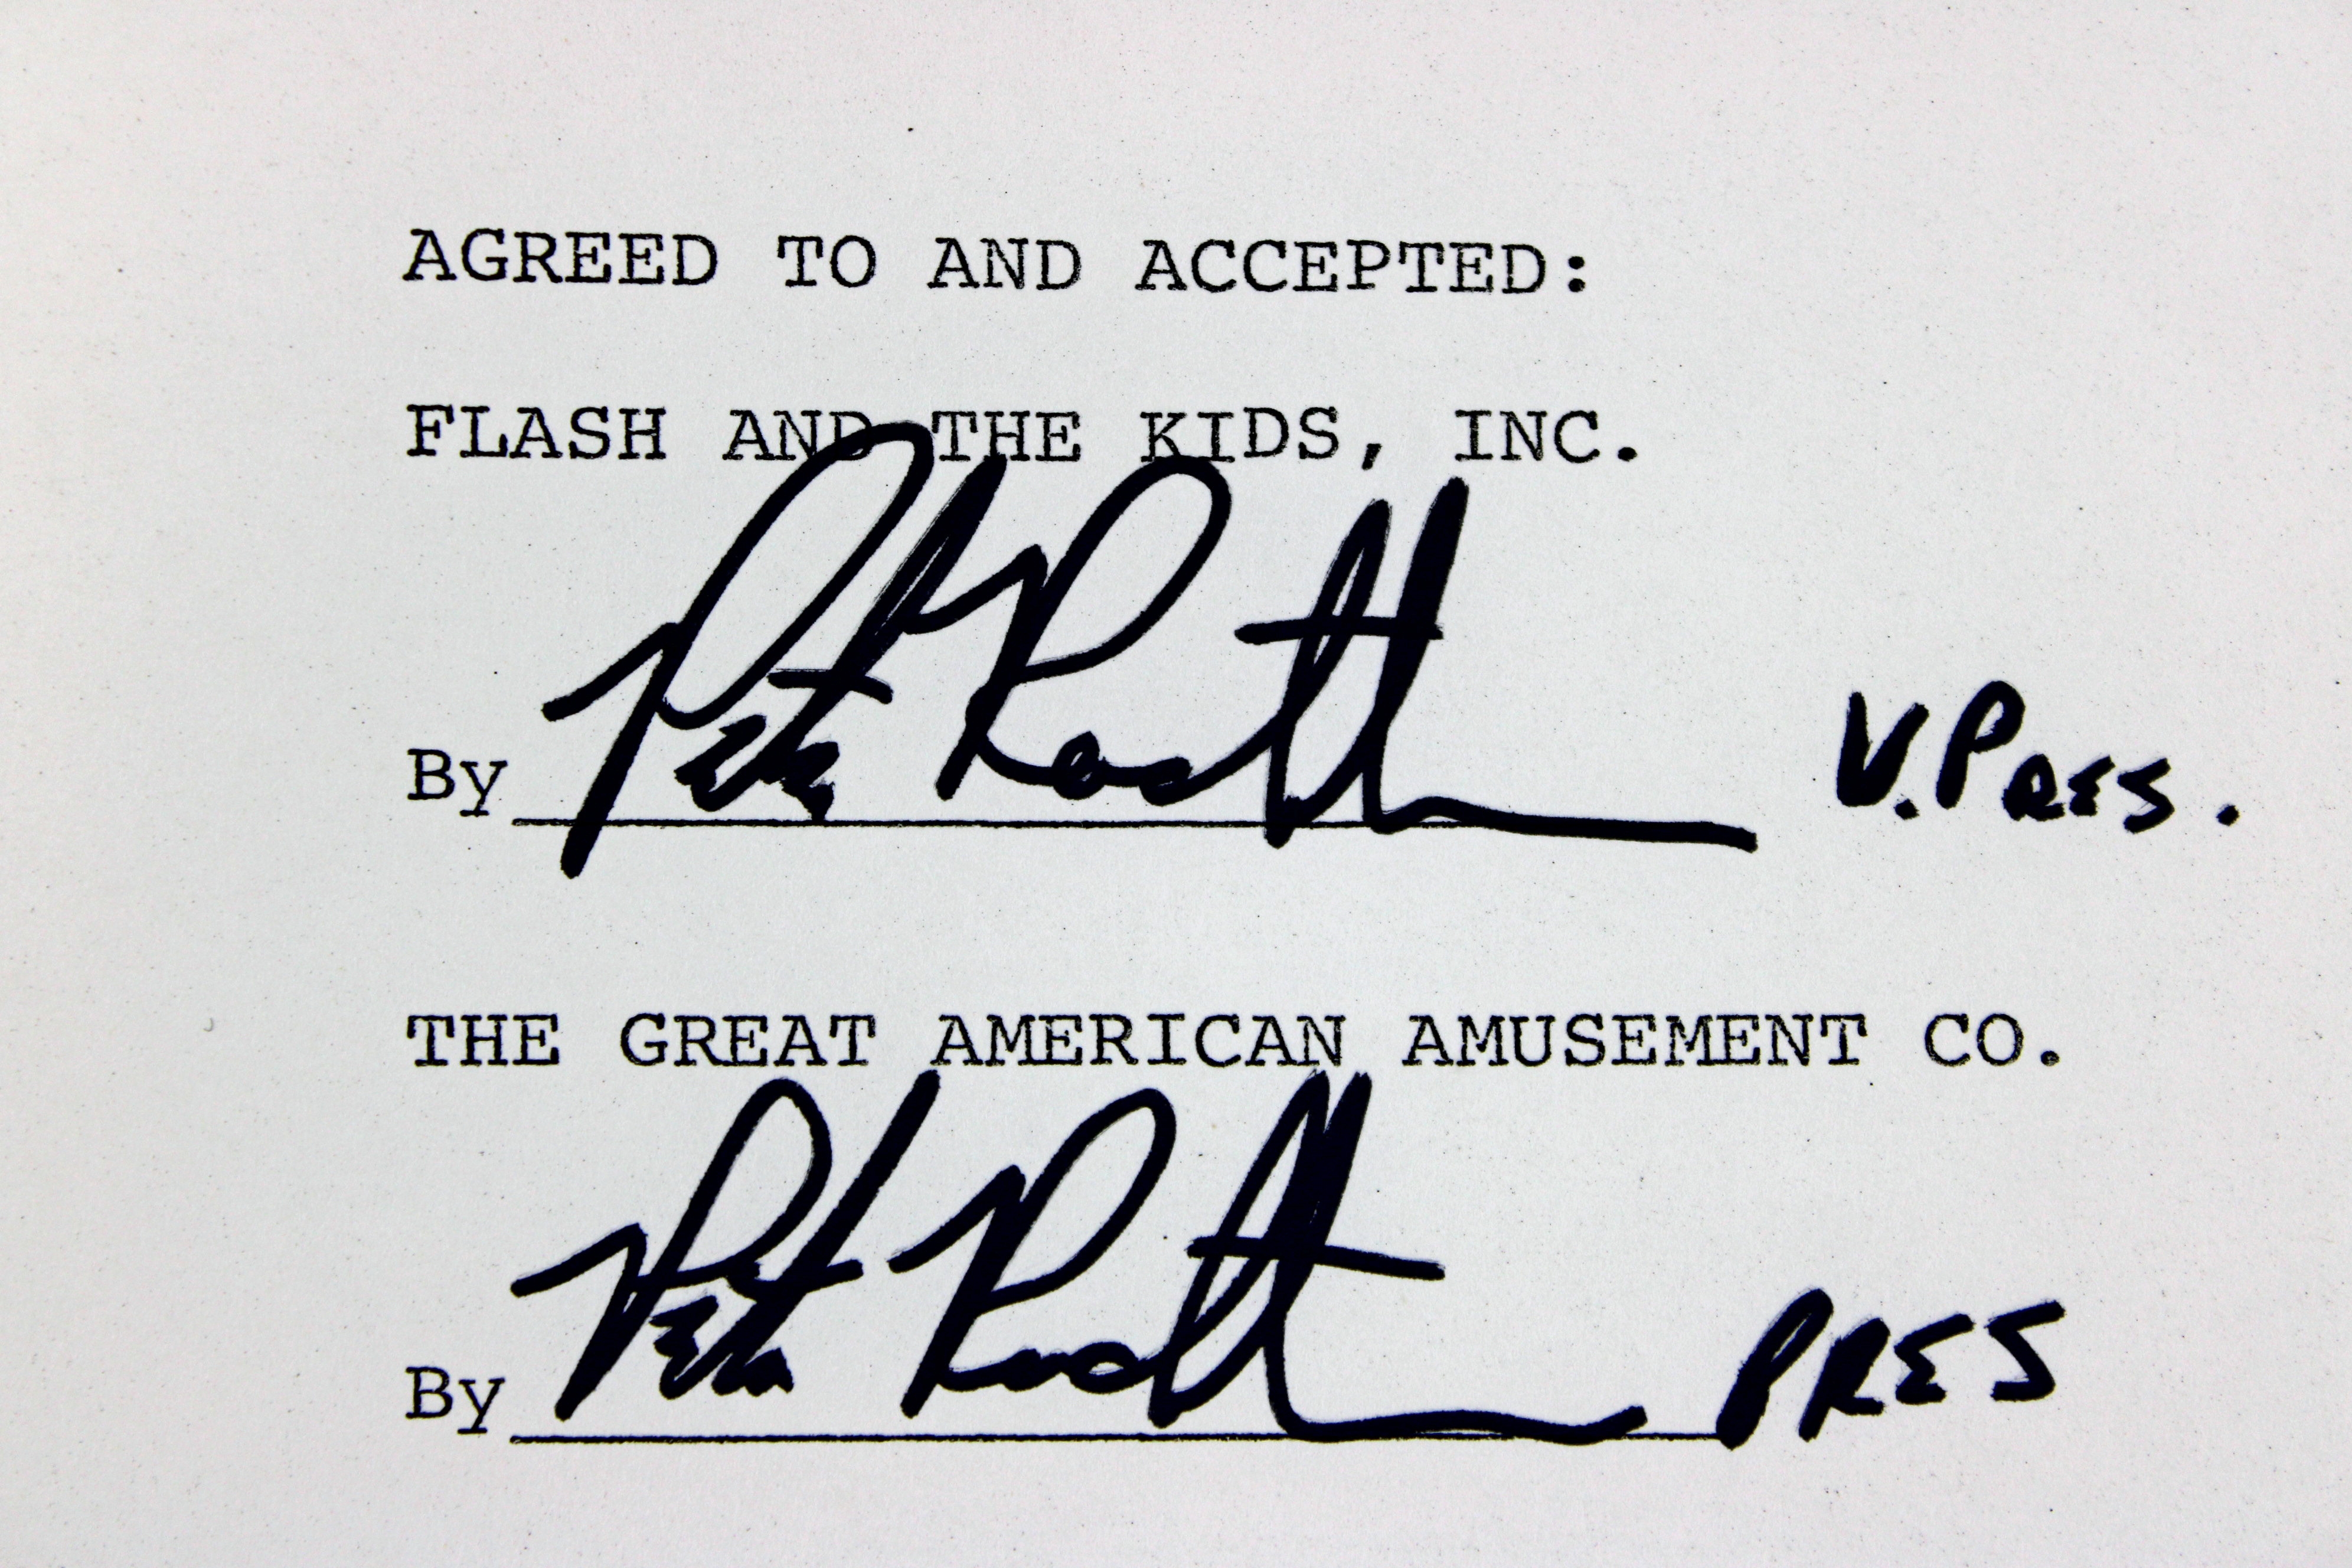 AGREED TO AND ACCEPTED:
FLASH AND THE KIDS, INC.
By V.PRES.
THE GREAT AMERICAN AMUSEMENT CO.
By PRES